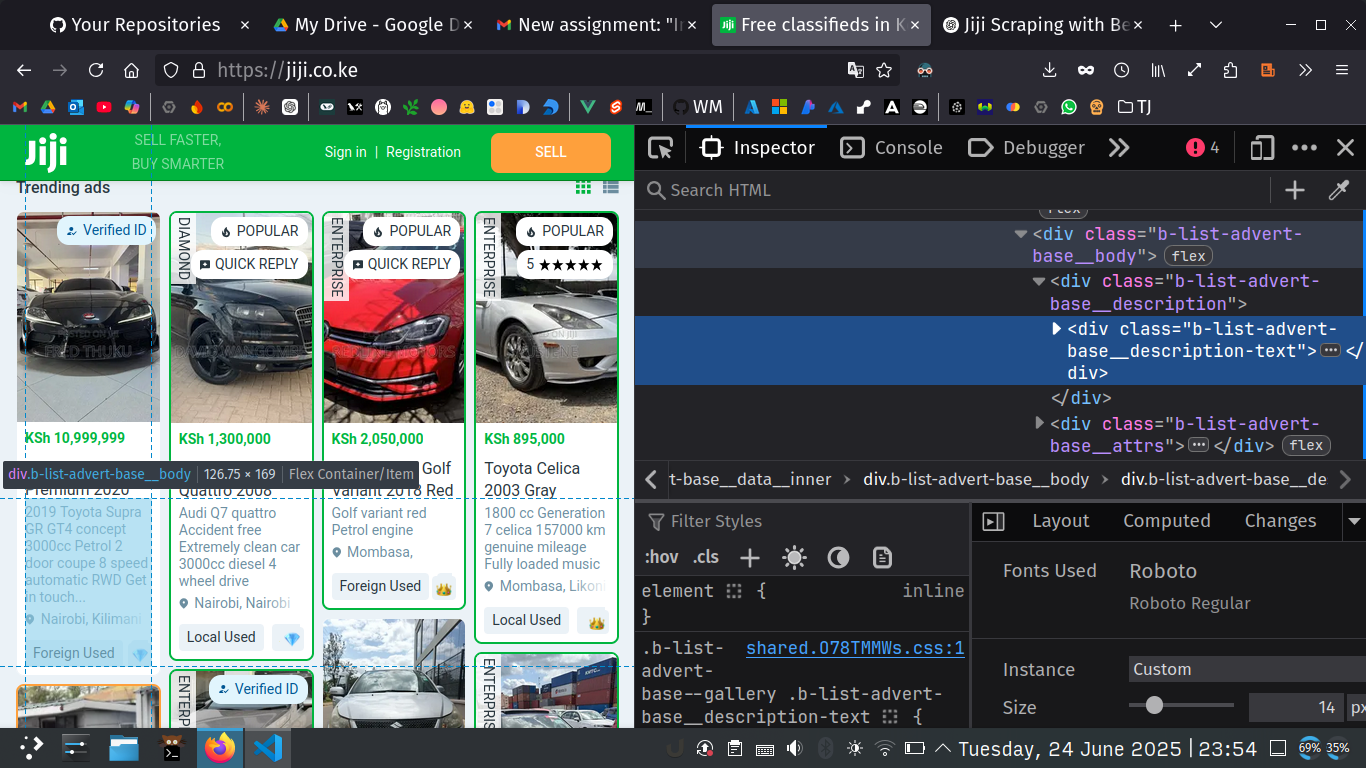 Your Repositories
My Drive - Google D
New assignment: "In
Free classifieds in K
Jiji Scraping with Be
https://jiji.co.ke
WM
TJ
Jiji
SELL FASTER,
BUY SMARTER
Sign in | Registration
SELL
Trending ads
Verified ID
DIAMOND
POPULAR
QUICK REPLY
ENTERPRISE
POPULAR
QUICK REPLY
ENTERPRISE
POPULAR
5 ★★★★★
FRED THUKU
KSh 10,999,999
KSh 1,300,000
KSh 2,050,000
KSh 895,000
div.b-list-advert-base__body | 126.75 × 169 | Flex Container/Item
Premium 2020
2019 Toyota Supra
GR GT4 concept
3000cc Petrol 2
door coupe 8 speed
automatic RWD Get
in touch...
Nairobi, Kilimani
Foreign Used
Quattro 2008
Audi Q7 quattro
Accident free
Extremely clean car
3000cc diesel 4
wheel drive
Nairobi, Nairobi
Local Used
Golf
Variant 2018 Red
Golf variant red
Petrol engine
Mombasa,
Foreign Used
Toyota Celica
2003 Gray
1800 cc Generation
7 celica 157000 km
genuine mileage
Fully loaded music
Mombasa, Likoni
Local Used
ENTERP
Verified ID
ENTERP
Inspector
Console
Debugger
4
Search HTML
flex
<div class="b-list-advert-
base__body"> flex
<div class="b-list-advert-
base__description">
<div class="b-list-advert-
base__description-text"> ••• </
div>
</div>
<div class="b-list-advert-
base__attrs"> ••• </div> flex
t-base__data__inner › div.b-list-advert-base__body › div.b-list-advert-base__de
Filter Styles
:hov .cls
element { inline
}
.b-list- shared.O78TMMWs.css:1
advert-
base--gallery .b-list-advert-
base__description-text {
Layout
Computed
Changes
Fonts Used Roboto
Roboto Regular
Instance Custom
Size 14 px
Tuesday, 24 June 2025 | 23:54
69% 35%